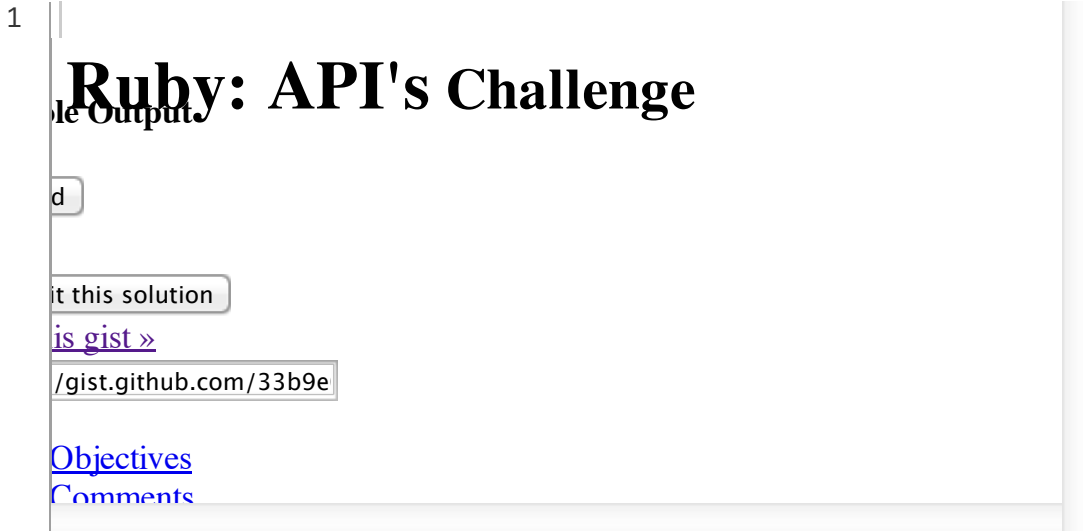 1
Ruby: API's Challenge
le Output.
d
it this solution
is gist »
/gist.github.com/33b9e
Objectives
Comments